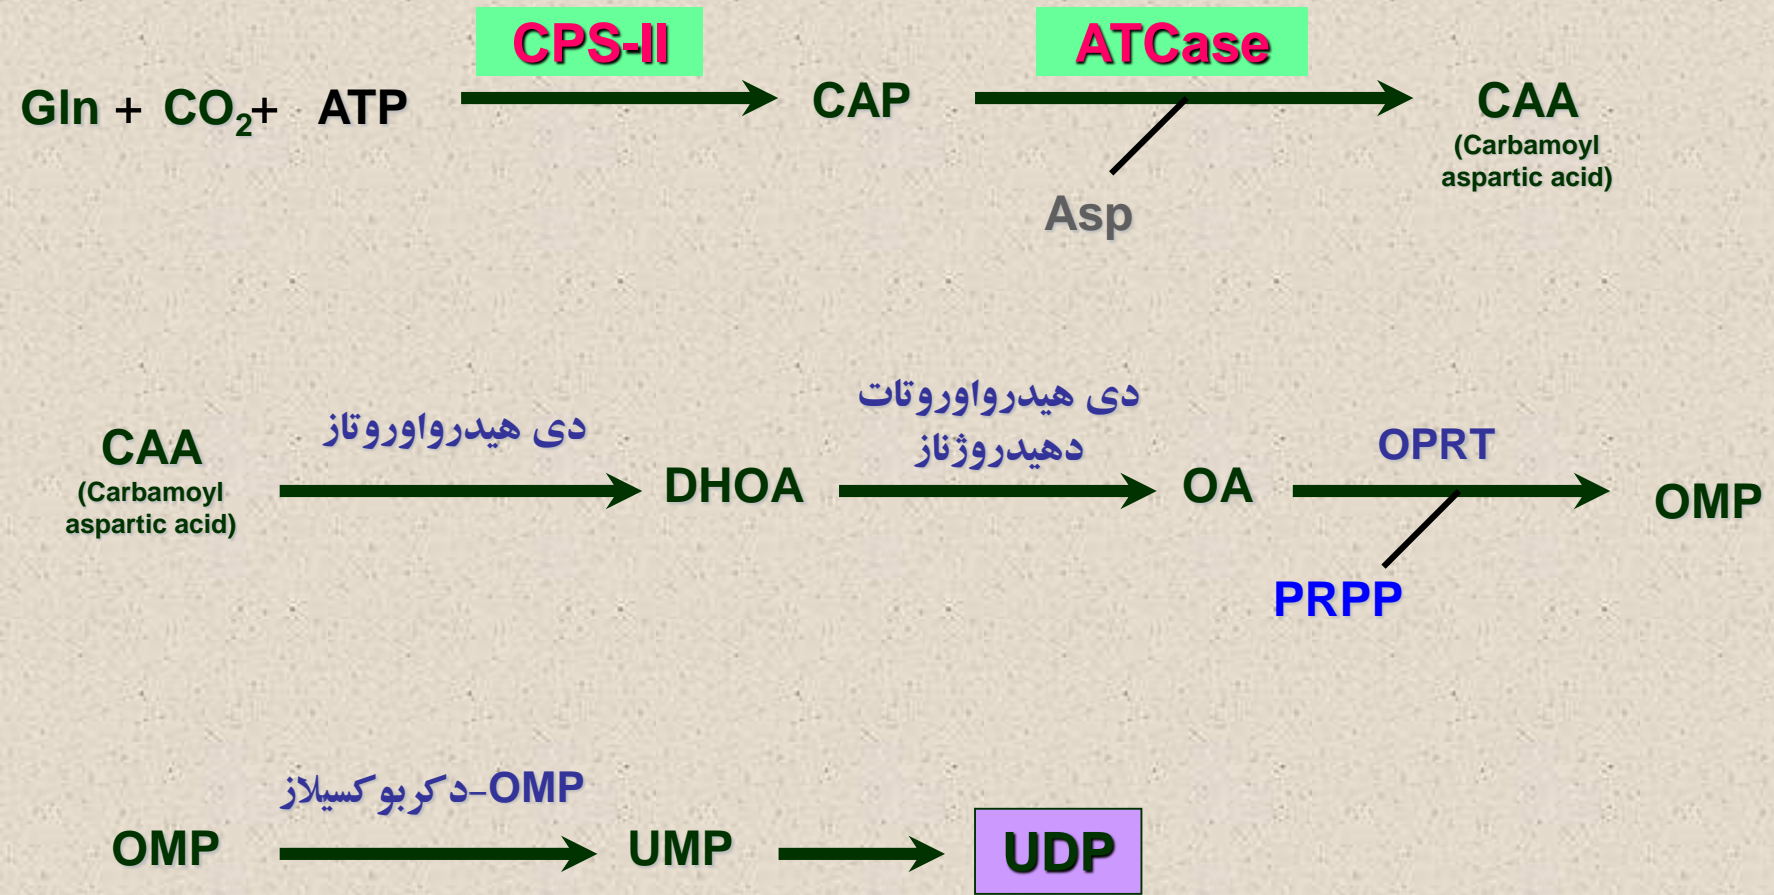 CPS-II ATCase
Gln + CO₂+ ATP CAP CAA
(Carbamoyl
aspartic acid)
Asp
دی هیدرواوروتاز
دی هیدرواوروتات
دهیدروژناز
OPRT
CAA
(Carbamoyl
aspartic acid)
DHOA OA OMP
PRPP
OMP-دکربوکسیلاز
OMP UMP UDP